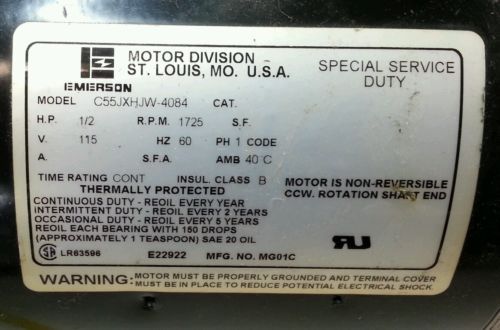 MOTOR DIVISION
ST. LOUIS, MO. U.S.A.
SPECIAL SERVICE
DUTY
EMERSON
MODEL C55JXHJW-4084 CAT.
H.P. 1/2 R.P.M. 1725 S.F.
V. 115 HZ 60 PH 1 CODE
A. S.F.A. AMB 40 C
TIME RATING CONT INSUL. CLASS B
THERMALLY PROTECTED
MOTOR IS NON-REVERSIBLE
CCW. ROTATION SHAFT END
CONTINUOUS DUTY - REOIL EVERY YEAR
INTERMITTENT DUTY - REOIL EVERY 2 YEARS
OCCASIONAL DUTY - REOIL EVERY 5 YEARS
REOIL EACH BEARING WITH 150 DROPS
(APPROXIMATELY 1 TEASPOON) SAE 20 OIL
SA LR63596 E22922 MFG. NO. MG01C
RU
WARNING - MOTOR MUST BE PROPERLY GROUNDED AND TERMINAL COVER
MUST BE IN PLACE TO REDUCE POTENTIAL ELECTRICAL SHOCK.